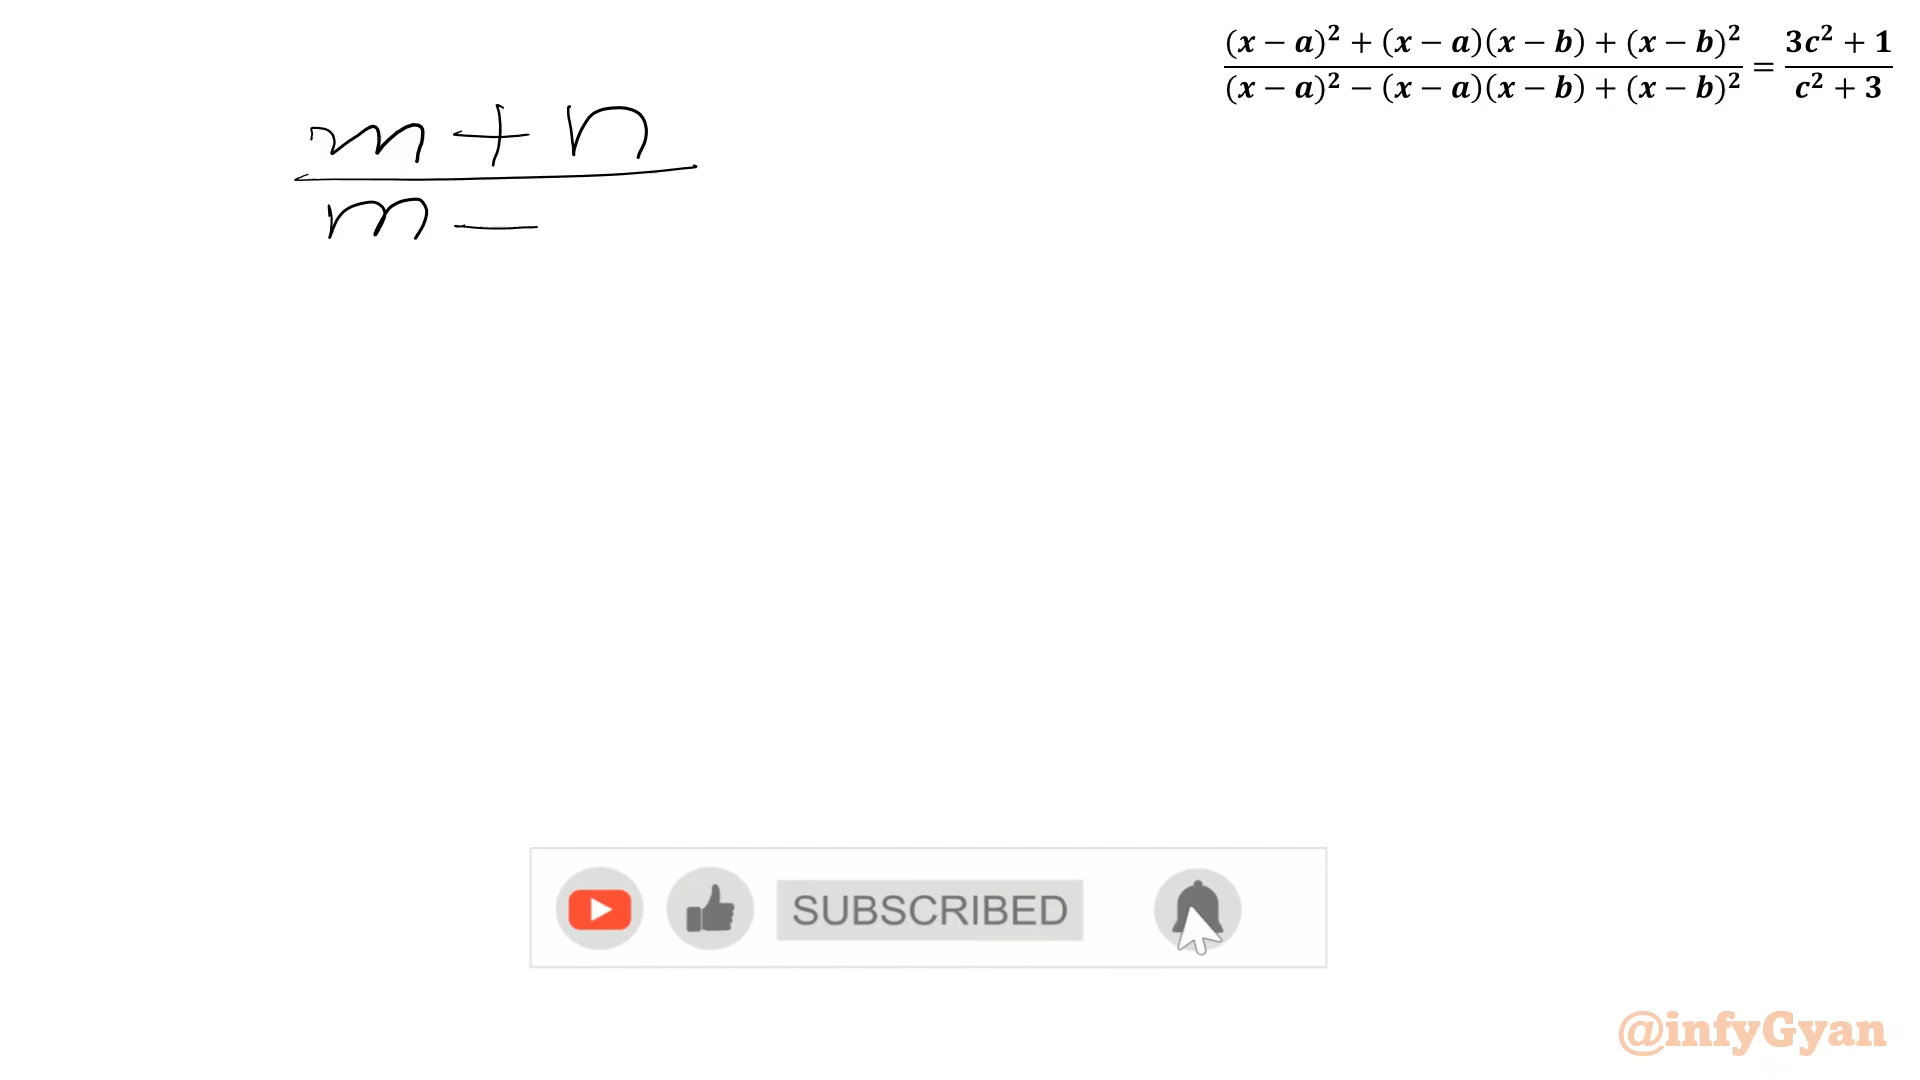 (x − a)² + (x − a)(x − b) + (x − b)² / (x − a)² − (x − a)(x − b) + (x − b)² = 3c² + 1 / c² + 3
m + n
m −
SUBSCRIBED
@infyGyan